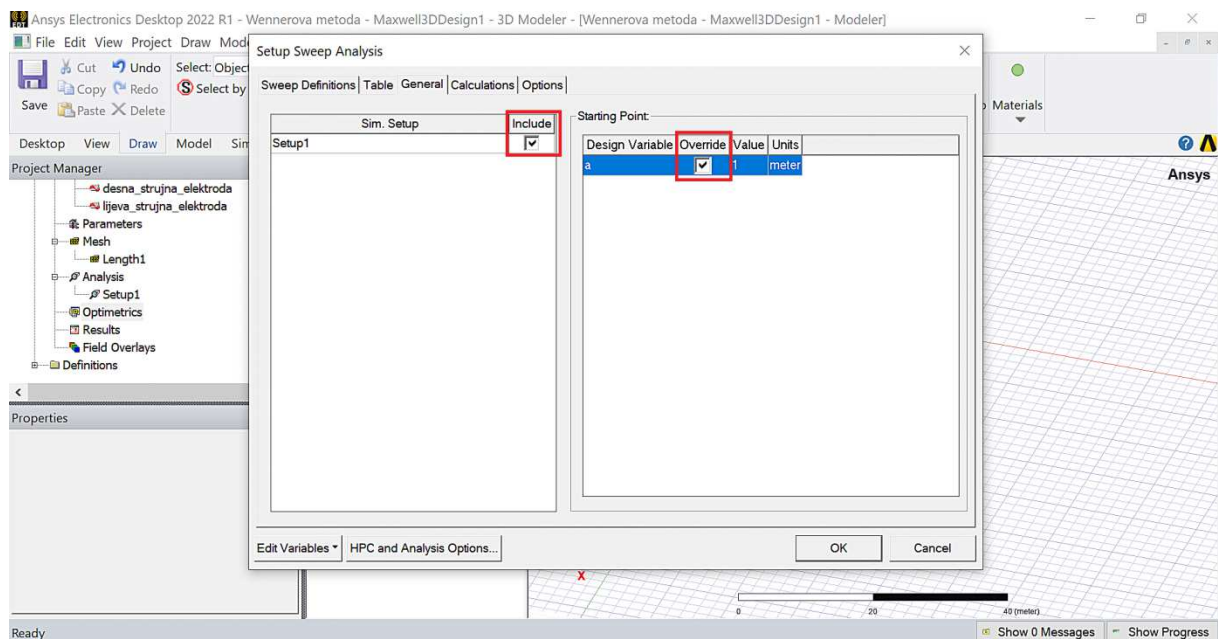 Ansys Electronics Desktop 2022 R1 - Wennerova metoda - Maxwell3DDesign1 - 3D Modeler - [Wennerova metoda - Maxwell3DDesign1 - Modeler]
File Edit View Project Draw Mod
Cut Undo Select: Object
Copy Redo Select by
Save Paste Delete
Materials
Desktop View Draw Model Sim
Project Manager
desna_strujna_elektroda
lijeva_strujna_elektroda
Parameters
Mesh
Length1
Analysis
Setup1
Optimetrics
Results
Field Overlays
Definitions
Properties
Setup Sweep Analysis
Sweep Definitions Table General Calculations Options
Sim. Setup Include
Setup1
Starting Point:
Design Variable Override Value Units
a 1 meter
Edit Variables HPC and Analysis Options... OK Cancel
Ansys
X
0 20 40 (meter)
Ready Show 0 Messages Show Progress